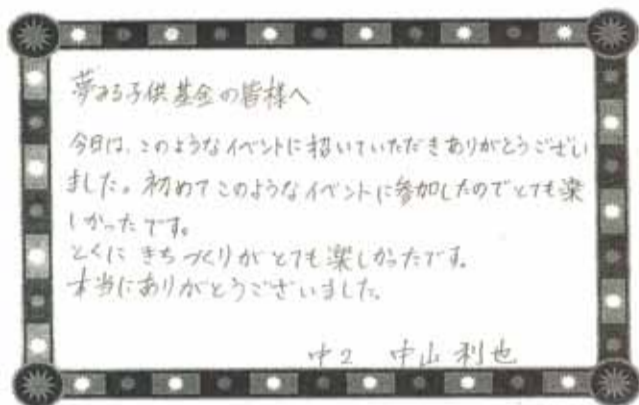 夢みる子供基金の皆様へ
今日は、このようなイベントに招いていただきありがとうござい
ました。初めてこのようなイベントに参加したのでとても楽
しかったです。
とくに きちづくりがとても楽しかったです。
本当にありがとうございました。
中2 中山 利也